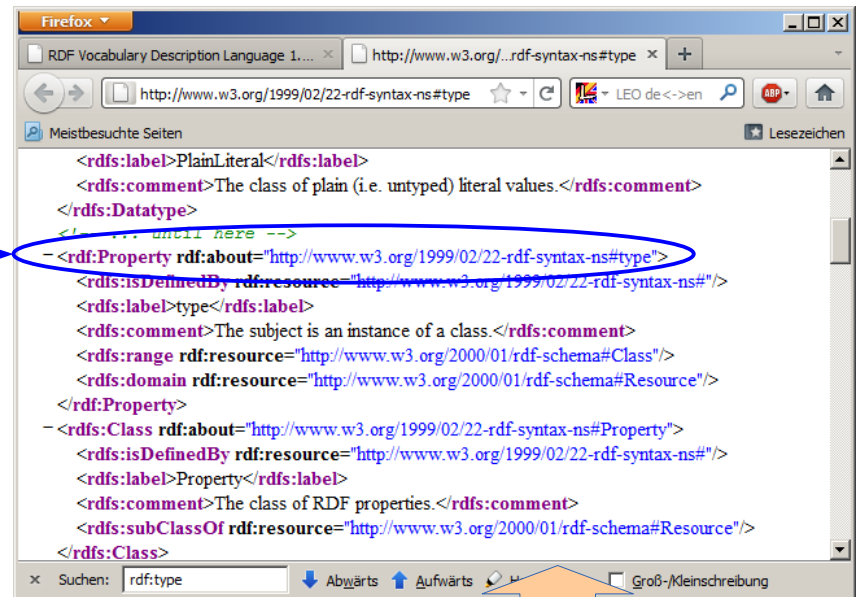 Firefox
RDF Vocabulary Description Language 1.... × http://www.w3.org/...rdf-syntax-ns#type × +
http://www.w3.org/1999/02/22-rdf-syntax-ns#type LEO de<->en ABP
Meistbesuchte Seiten Lesezeichen
<rdfs:label>PlainLiteral</rdfs:label>
<rdfs:comment>The class of plain (i.e. untyped) literal values.</rdfs:comment>
</rdfs:Datatype>
<!-- ... until here -->
−<rdf:Property rdf:about="http://www.w3.org/1999/02/22-rdf-syntax-ns#type">
<rdfs:isDefinedBy rdf:resource="http://www.w3.org/1999/02/22-rdf-syntax-ns#"/>
<rdfs:label>type</rdfs:label>
<rdfs:comment>The subject is an instance of a class.</rdfs:comment>
<rdfs:range rdf:resource="http://www.w3.org/2000/01/rdf-schema#Class"/>
<rdfs:domain rdf:resource="http://www.w3.org/2000/01/rdf-schema#Resource"/>
</rdf:Property>
−<rdfs:Class rdf:about="http://www.w3.org/1999/02/22-rdf-syntax-ns#Property">
<rdfs:isDefinedBy rdf:resource="http://www.w3.org/1999/02/22-rdf-syntax-ns#"/>
<rdfs:label>Property</rdfs:label>
<rdfs:comment>The class of RDF properties.</rdfs:comment>
<rdfs:subClassOf rdf:resource="http://www.w3.org/2000/01/rdf-schema#Resource"/>
</rdfs:Class>
× Suchen: rdf:type Abwärts Aufwärts Groß-/Kleinschreibung